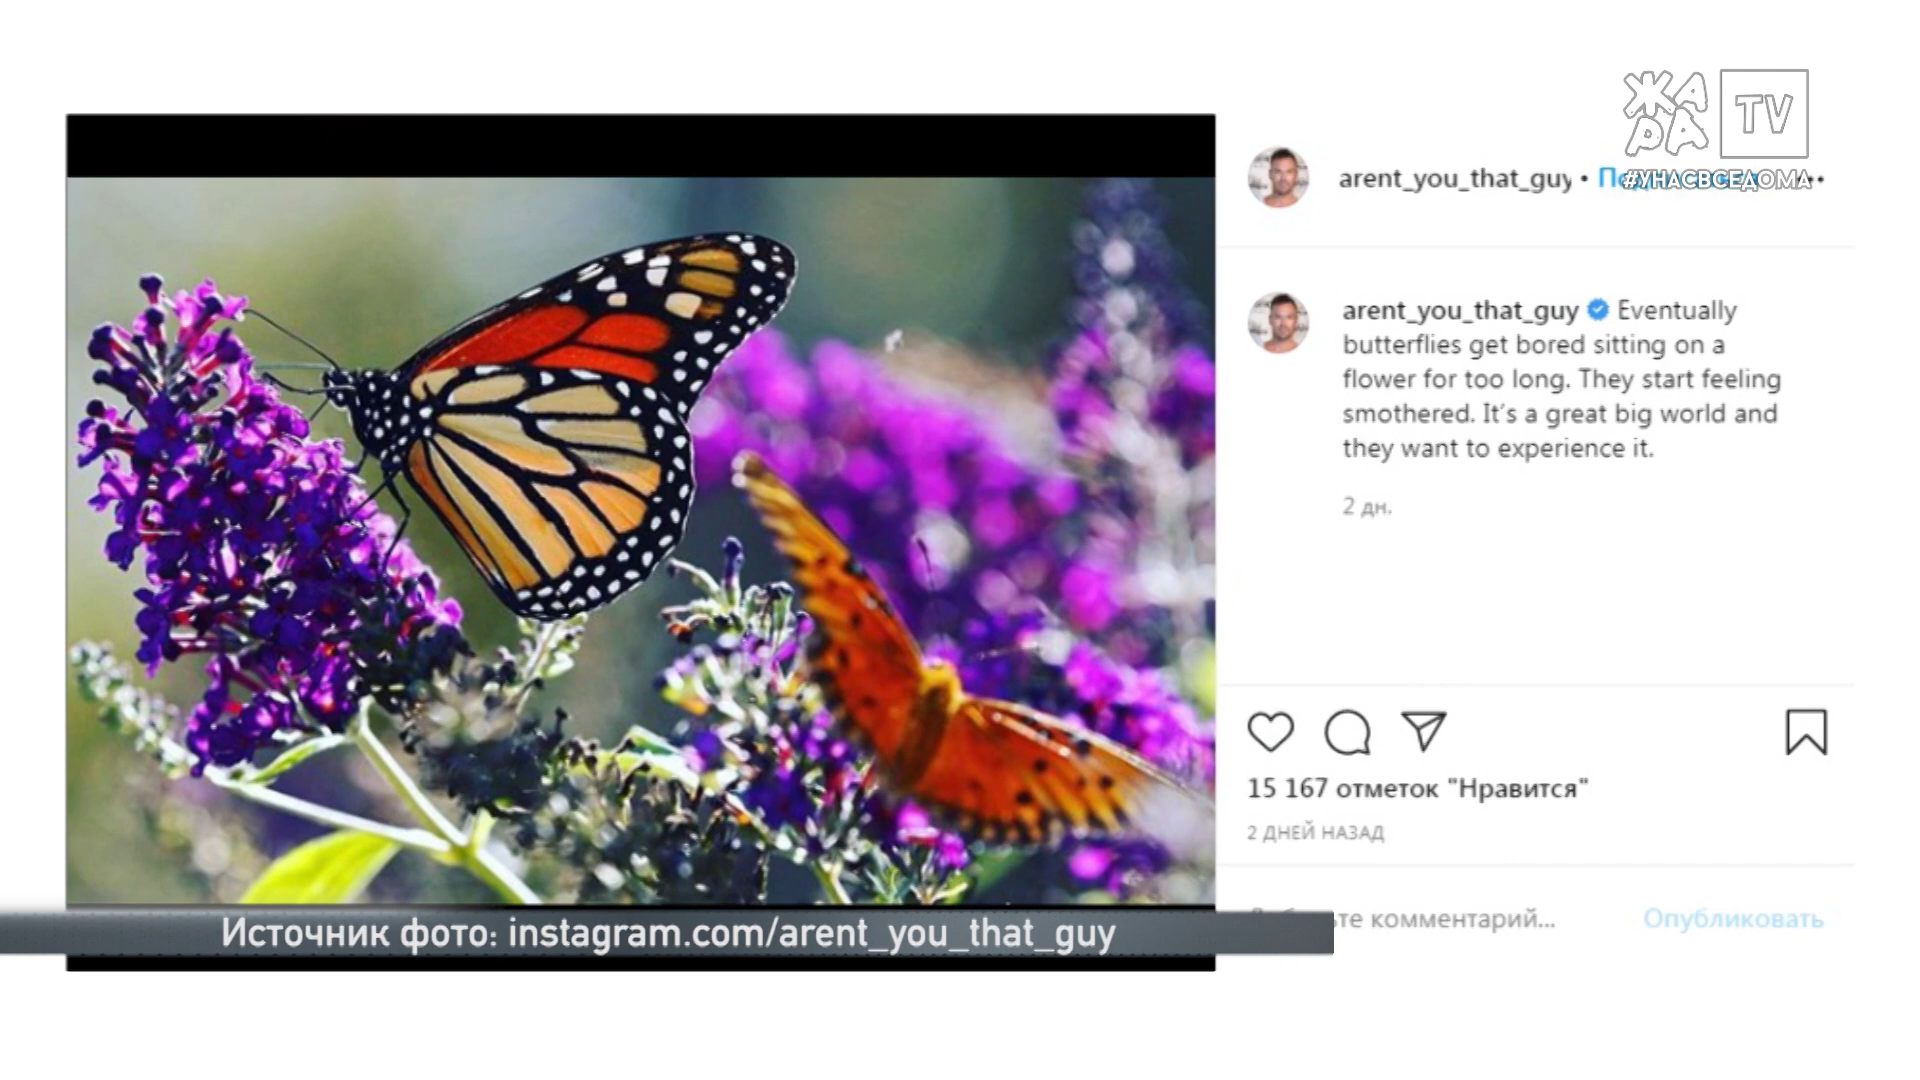 ЖАРА TV
#УНАСВСЕДОМА
arent_you_that_guy •
arent_you_that_guy Eventually
butterflies get bored sitting on a
flower for too long. They start feeling
smothered. It's a great big world and
they want to experience it.
2 дн.
15 167 отметок "Нравится"
2 ДНЕЙ НАЗАД
комментарий...
Опубликовать
Источник фото: instagram.com/arent_you_that_guy